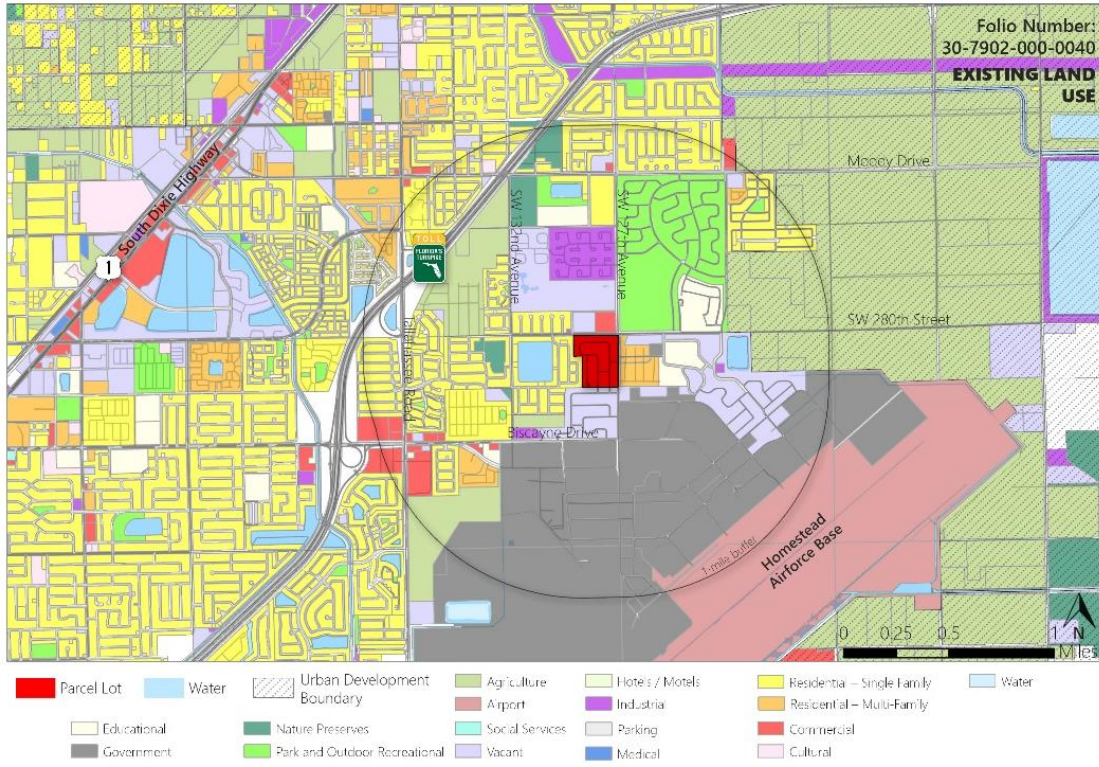 Folio Number:
30-7902-000-0040
EXISTING LAND
USE
Moody Drive
South Dixie Highway
1
SW 132nd Avenue
SW 127th Avenue
TOLL
FLORIDA'S
TURNPIKE
SW 280th Street
Tallahassee Road
Biscayne Drive
1-mile buffer
Homestead
Airforce Base
N
0 0.25 0.5 1
Miles
Parcel Lot
Water
Urban Development
Boundary
Agriculture
Hotels / Motels
Residential – Single Family
Water
Airport
Industrial
Residential – Multi-Family
Educational
Nature Preserves
Social Services
Parking
Commercial
Government
Park and Outdoor Recreational
Vacant
Medical
Cultural